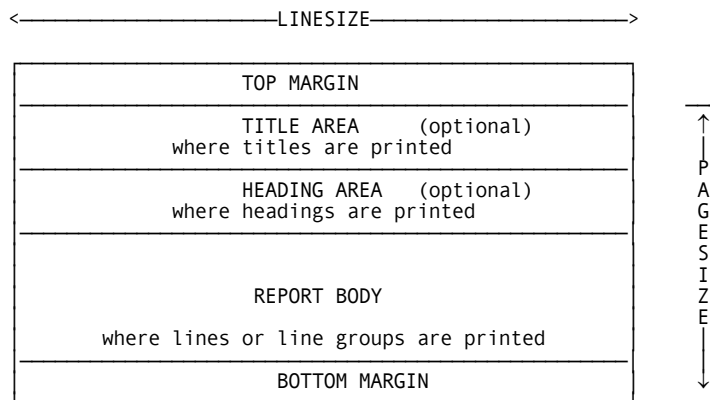 LINESIZE
TOP MARGIN
TITLE AREA (optional)
where titles are printed
HEADING AREA (optional)
where headings are printed
REPORT BODY
where lines or line groups are printed
BOTTOM MARGIN
PAGESIZE